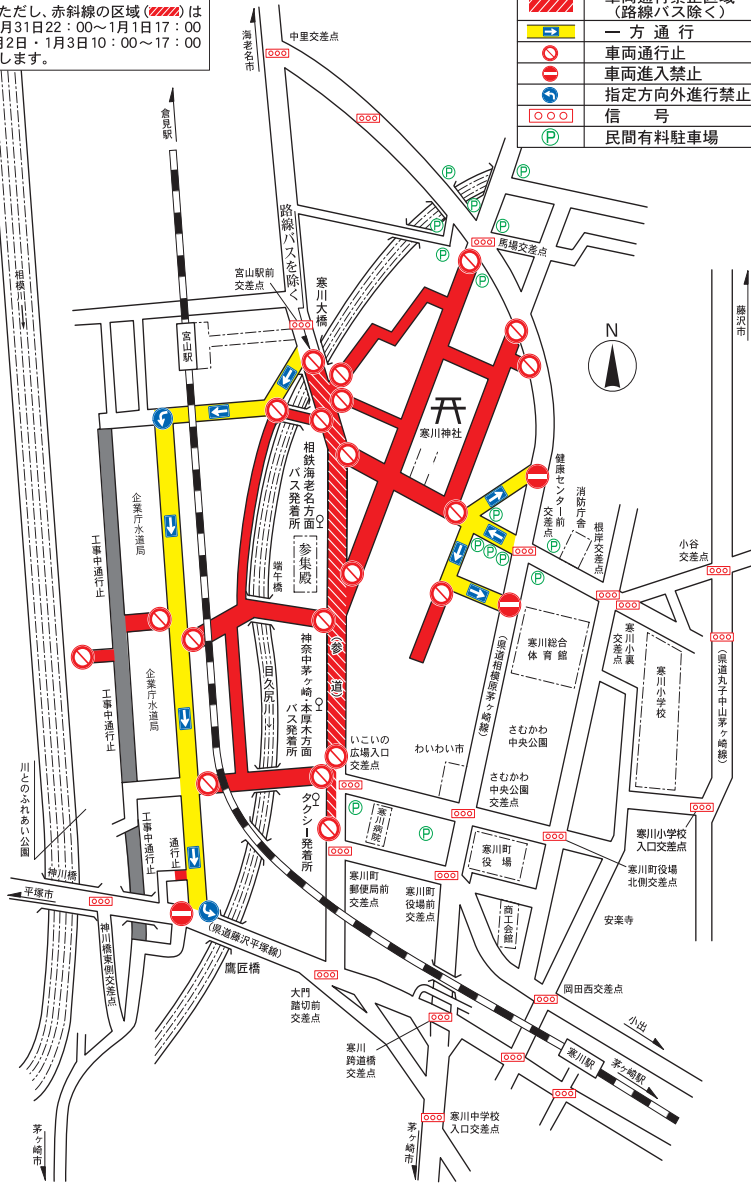 ただし、赤斜線の区域( )は
月31日22：00～1月1日17：00
月2日・1月3日10：00～17：00
します。
車両通行禁止区域
(路線バス除く)
一方通行
車両通行止
車両進入禁止
指定方向外進行禁止
信　号
P 民間有料駐車場
海老名市
中里交差点
倉見駅
相模川
路線バスを除く
宮山駅前
交差点
寒川大橋
馬場交差点
宮山駅
N
藤沢市
寒川神社
相鉄海老名方面
バス発着所
参集殿
端午橋
企業庁水道局
工事中通行止
健康センター前
交差点
消防庁舎
根岸交差点
小谷
交差点
寒川小裏
交差点
寒川小学校
(県道丸子中山茅ヶ崎線)
寒川総合
体育館
(県道相模原茅ヶ崎線)
(参道)
神奈中茅ヶ崎・本厚木方面
バス発着所
目久尻川
企業庁水道局
工事中通行止
いこいの
広場入口
交差点
わいわい市
さむかわ
中央公園
さむかわ
中央公園
交差点
タクシー発着所
寒川病院
寒川町
役場
寒川小学校
入口交差点
寒川町役場
北側交差点
川とのふれあい公園
工事中通行止
通行止
神川橋
平塚市
神川橋東側交差点
(県道藤沢平塚線)
鷹匠橋
寒川町
郵便局前
交差点
寒川町
役場前
交差点
商工会館
安楽寺
大門
踏切前
交差点
岡田西交差点
小出
寒川
跨道橋
交差点
寒川駅
茅ヶ崎駅
寒川中学校
入口交差点
茅ヶ崎市
茅ヶ崎市